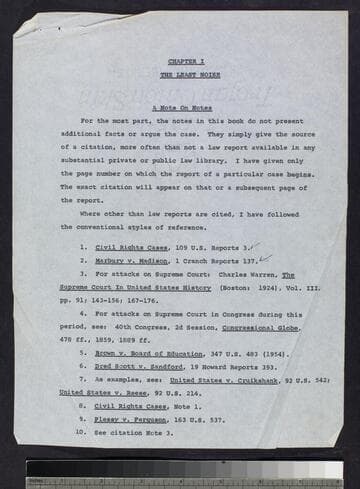 CHAPTER I
THE LEAST NOISE
A Note On Notes
For the most part, the notes in this book do not present
additional facts or argue the case. They simply give the source
of a citation, more often than not a law report available in any
substantial private or public law library. I have given only
the page number on which the report of a particular case begins.
The exact citation will appear on that or a subsequent page of
the report.
Where other than law reports are cited, I have followed
the conventional styles of reference.
1. Civil Rights Cases, 109 U.S. Reports 3.
2. Marbury v. Madison, 1 Cranch Reports 137.
3. For attacks on Supreme Court: Charles Warren, The
Supreme Court In United States History (Boston: 1924), Vol. III.
pp. 91; 143-156; 167-176.
4. For attacks on Supreme Court in Congress during this
period, see: 40th Congress, 2d Session, Congressional Globe,
478 ff., 1859, 1889 ff.
5. Brown v. Board of Education, 347 U.S. 483 (1954).
6. Dred Scott v. Sandford, 19 Howard Reports 393.
7. As examples, see: United States v. Cruikshank, 92 U.S. 542;
United States v. Reese, 92 U.S. 214.
8. Civil Rights Cases, Note 1.
9. Plessy v. Ferguson, 163 U.S. 537.
10. See citation Note 3.